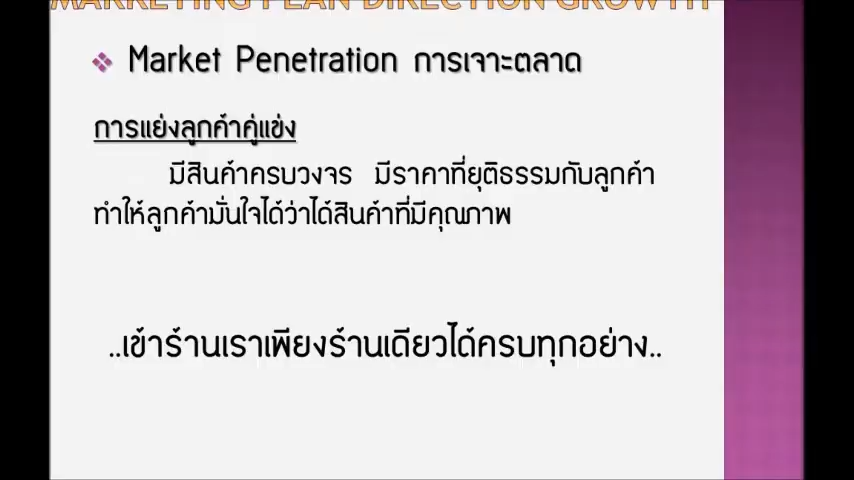 MARKETING PLAN DIRECTION GROWTH
Market Penetration การเจาะตลาด
การแย่งลูกค้าคู่แข่ง
มีสินค้าครบวงจร มีราคาที่ยุติธรรมกับลูกค้า
ทำให้ลูกค้ามั่นใจได้ว่าได้สินค้าที่มีคุณภาพ
..เข้าร้านเราเพียงร้านเดียวได้ครบทุกอย่าง..